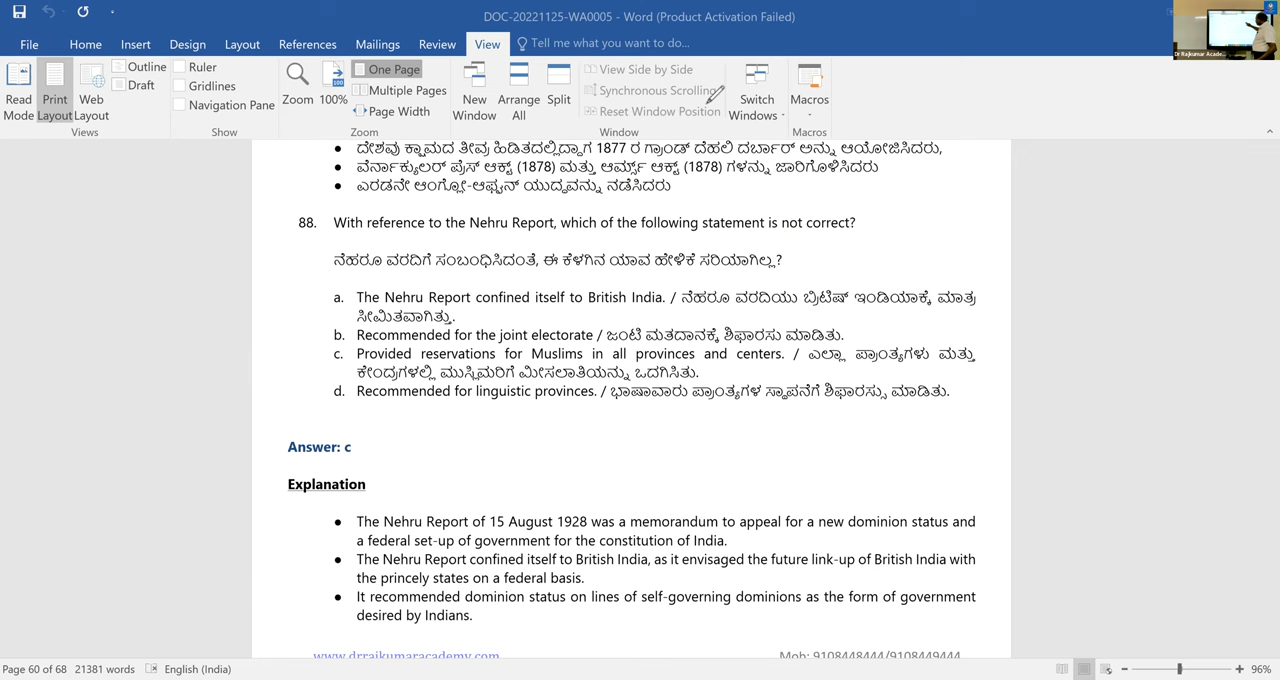 DOC-20221125-WA0005 - Word (Product Activation Failed)
File Home Insert Design Layout References Mailings Review View Tell me what you want to do...
Read Mode Print Layout Web Layout Outline Draft
Views
Ruler
Gridlines
Navigation Pane
Show
Zoom 100% One Page
Multiple Pages
Page Width
Zoom
New Window Arrange All Split
View Side by Side
Synchronous Scrolling
Reset Window Position
Window
Switch Windows
Macros
Macros
Dr Rajkumar Acade...
• ದೇಶವು ಕ್ಷಾಮದ ತೀವ್ರ ಹಿಡಿತದಲ್ಲಿದ್ದಾಗ 1877 ರ ಗ್ರಾಂಡ್ ದೆಹಲಿ ದರ್ಬಾರ್ ಅನ್ನು ಆಯೋಜಿಸಿದರು,
• ವೆರ್ನಾಕ್ಯುಲರ್ ಪ್ರೆಸ್ ಆಕ್ಟ್ (1878) ಮತ್ತು ಆರ್ಮ್ಸ್ ಆಕ್ಟ್ (1878) ಗಳನ್ನು ಜಾರಿಗೊಳಿಸಿದರು
• ಎರಡನೇ ಆಂಗ್ಲೋ-ಆಫ್ಘನ್ ಯುದ್ಧವನ್ನು ನಡೆಸಿದರು
88. With reference to the Nehru Report, which of the following statement is not correct?
ನೆಹರೂ ವರದಿಗೆ ಸಂಬಂಧಿಸಿದಂತೆ, ಈ ಕೆಳಗಿನ ಯಾವ ಹೇಳಿಕೆ ಸರಿಯಾಗಿಲ್ಲ?
a. The Nehru Report confined itself to British India. / ನೆಹರೂ ವರದಿಯು ಬ್ರಿಟಿಷ್ ಇಂಡಿಯಾಕ್ಕೆ ಮಾತ್ರ
ಸೀಮಿತವಾಗಿತ್ತು.
b. Recommended for the joint electorate / ಜಂಟಿ ಮತದಾನಕ್ಕೆ ಶಿಫಾರಸು ಮಾಡಿತು.
c. Provided reservations for Muslims in all provinces and centers. / ಎಲ್ಲಾ ಪ್ರಾಂತ್ಯಗಳು ಮತ್ತು
ಕೇಂದ್ರಗಳಲ್ಲಿ ಮುಸ್ಲಿಮರಿಗೆ ಮೀಸಲಾತಿಯನ್ನು ಒದಗಿಸಿತು.
d. Recommended for linguistic provinces. / ಭಾಷಾವಾರು ಪ್ರಾಂತ್ಯಗಳ ಸ್ಥಾಪನೆಗೆ ಶಿಫಾರಸ್ಸು ಮಾಡಿತು.
Answer: c
Explanation
• The Nehru Report of 15 August 1928 was a memorandum to appeal for a new dominion status and
a federal set-up of government for the constitution of India.
• The Nehru Report confined itself to British India, as it envisaged the future link-up of British India with
the princely states on a federal basis.
• It recommended dominion status on lines of self-governing dominions as the form of government
desired by Indians.
www.drrajkumaracademy.com Mob: 9108448444/9108449444
Page 60 of 68 21381 words English (India) 96%